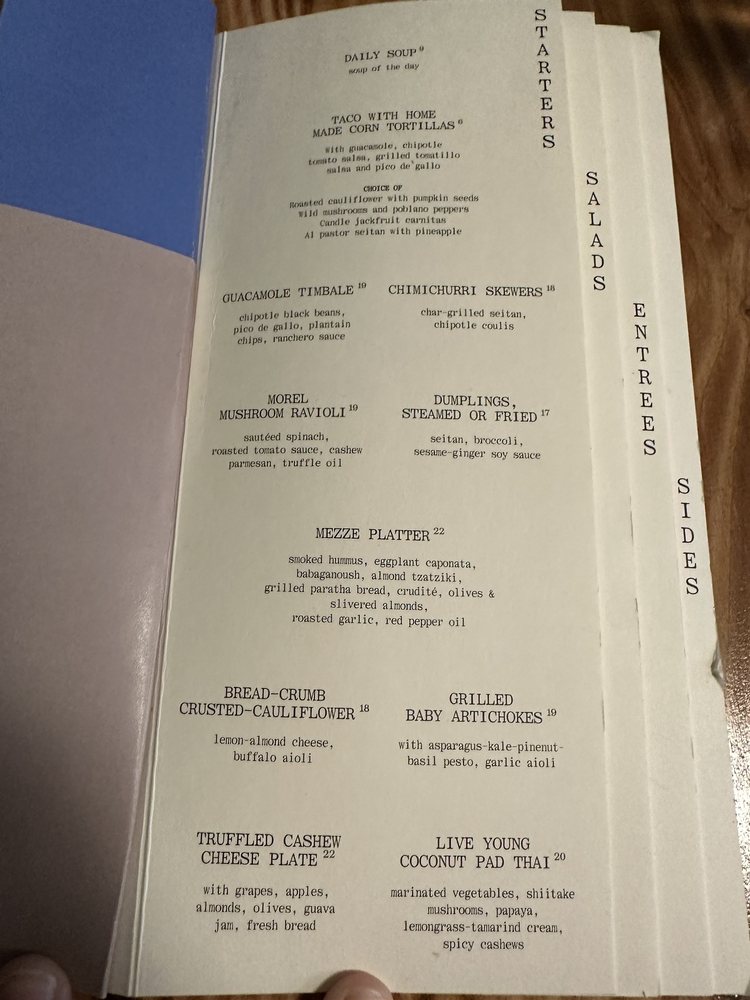 STARTERS
SALADS
ENTREES
SIDES
DAILY SOUP 9
soup of the day
TACO WITH HOME
MADE CORN TORTILLAS 6
with guacamole, chipotle
tomato salsa, grilled tomatillo
salsa and pico de gallo
CHOICE OF
Roasted cauliflower with pumpkin seeds
Wild mushrooms and poblano peppers
Candle jackfruit carnitas
Al pastor seitan with pineapple
GUACAMOLE TIMBALE 19
chipotle black beans,
pico de gallo, plantain
chips, ranchero sauce
CHIMICHURRI SKEWERS 18
char-grilled seitan,
chipotle coulis
MOREL
MUSHROOM RAVIOLI 19
sautéed spinach,
roasted tomato sauce, cashew
parmesan, truffle oil
DUMPLINGS,
STEAMED OR FRIED 17
seitan, broccoli,
sesame-ginger soy sauce
MEZZE PLATTER 22
smoked hummus, eggplant caponata,
babaganoush, almond tzatziki,
grilled paratha bread, crudité, olives &
slivered almonds,
roasted garlic, red pepper oil
BREAD-CRUMB
CRUSTED-CAULIFLOWER 18
lemon-almond cheese,
buffalo aioli
GRILLED
BABY ARTICHOKES 19
with asparagus-kale-pinenut-
basil pesto, garlic aioli
TRUFFLED CASHEW
CHEESE PLATE 22
with grapes, apples,
almonds, olives, guava
jam, fresh bread
LIVE YOUNG
COCONUT PAD THAI 20
marinated vegetables, shiitake
mushrooms, papaya,
lemongrass-tamarind cream,
spicy cashews